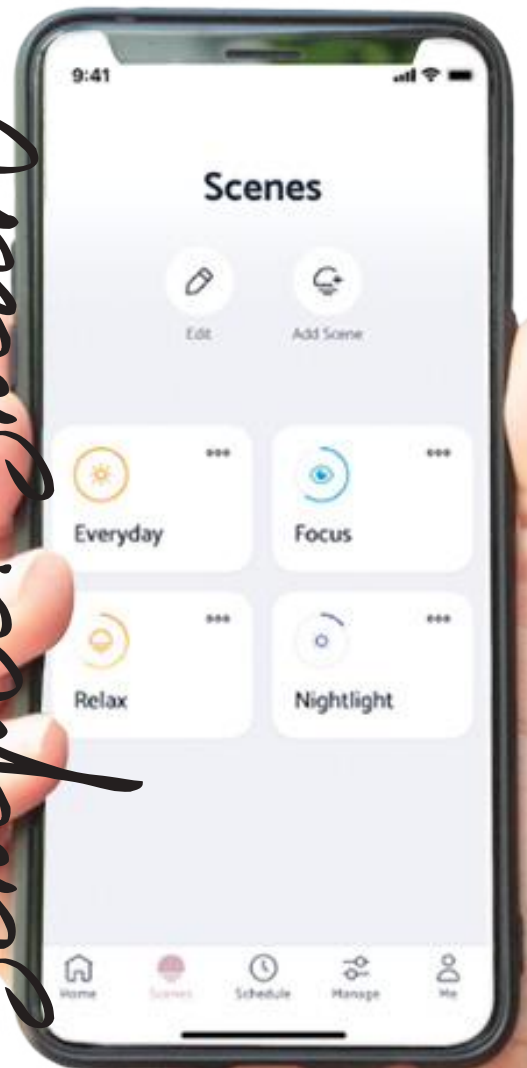 9:41
Scenes
Edit
Add Scene
Everyday
Focus
Relax
Nightlight
Home
Scenes
Schedule
Manage
Me